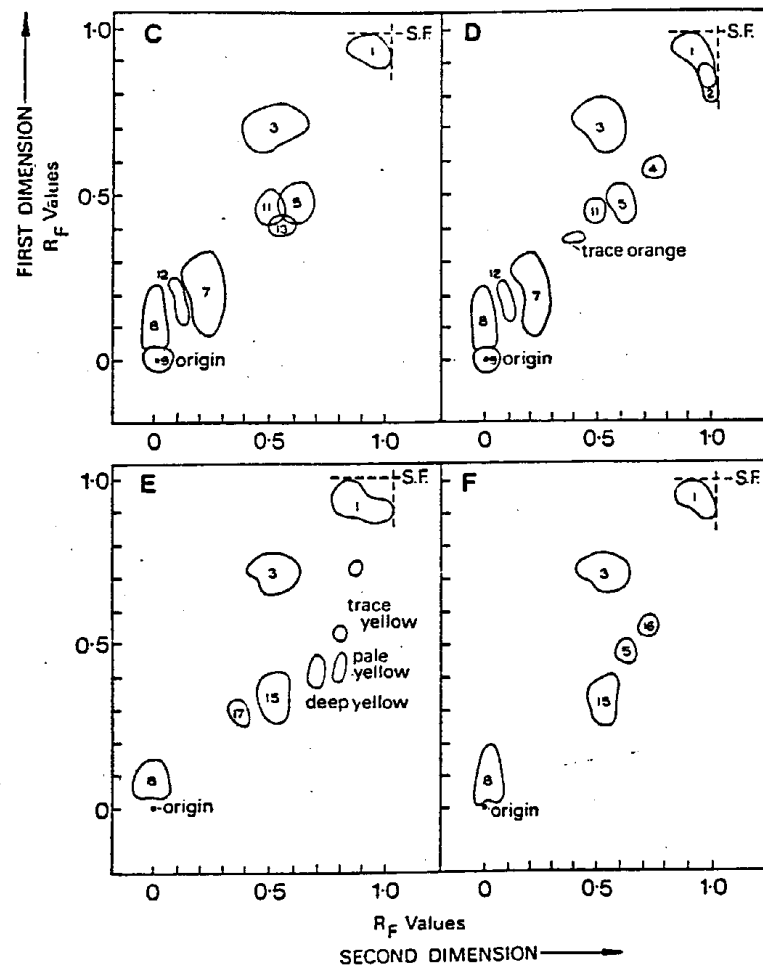 FIRST DIMENSION
R_F Values
C
S.F.
1
3
11
5
13
12
7
8
9
origin
1·0
0·5
0
0
0·5
1·0
D
S.F.
1
2
3
4
11
5
trace orange
12
7
8
9
origin
0
0·5
1·0
E
S.F.
1
3
trace
yellow
pale
yellow
deep yellow
15
17
8
origin
1·0
0·5
0
0
0·5
1·0
F
S.F.
1
3
16
5
15
8
origin
0
0·5
1·0
R_F Values
SECOND DIMENSION